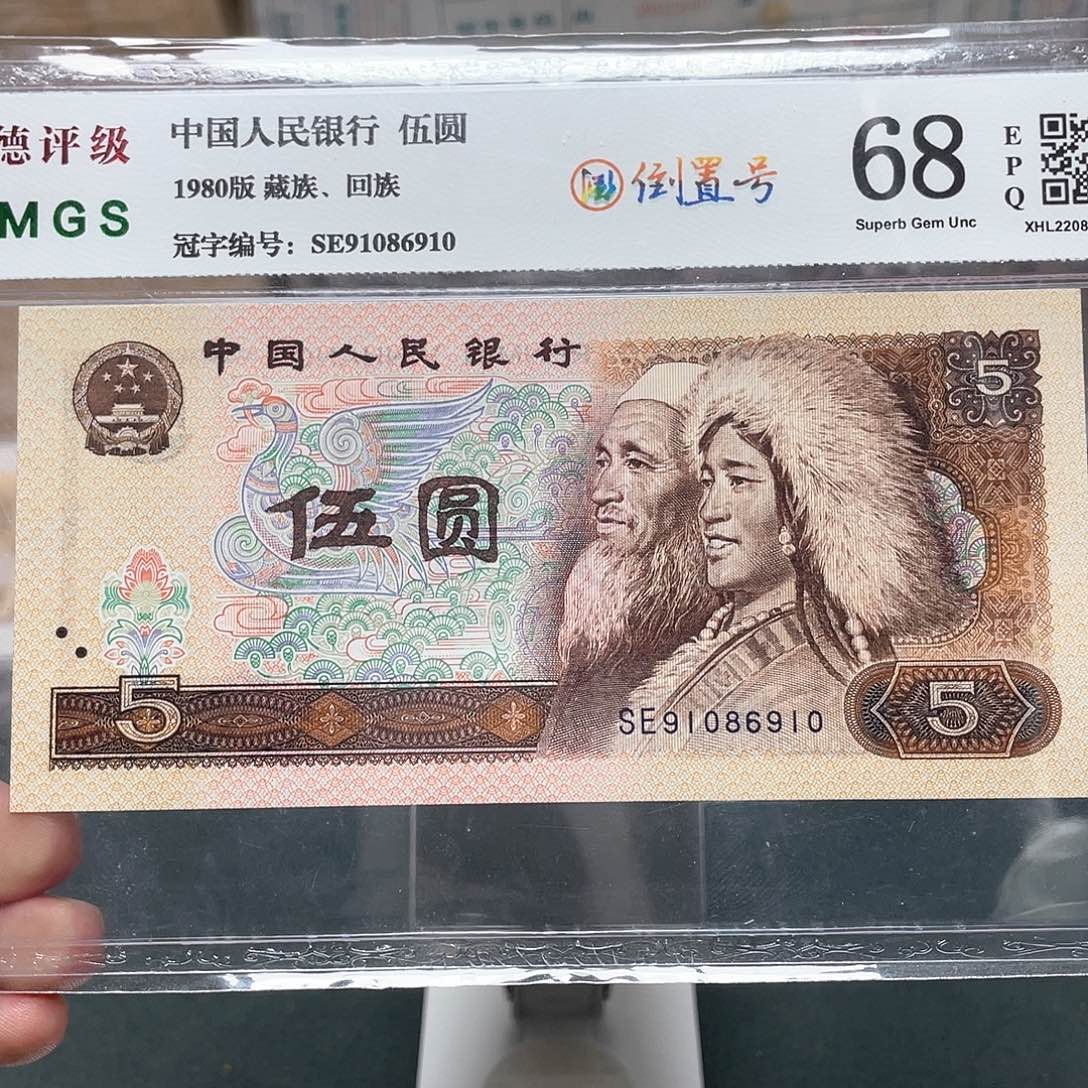 德评级
MGS
中国人民银行 伍圆
1980版 藏族、回族
冠字编号：SE91086910
倒置号
68
Superb Gem Unc
EPQ
XHL2208
中国人民银行
伍圆
5
5
SE91086910
5